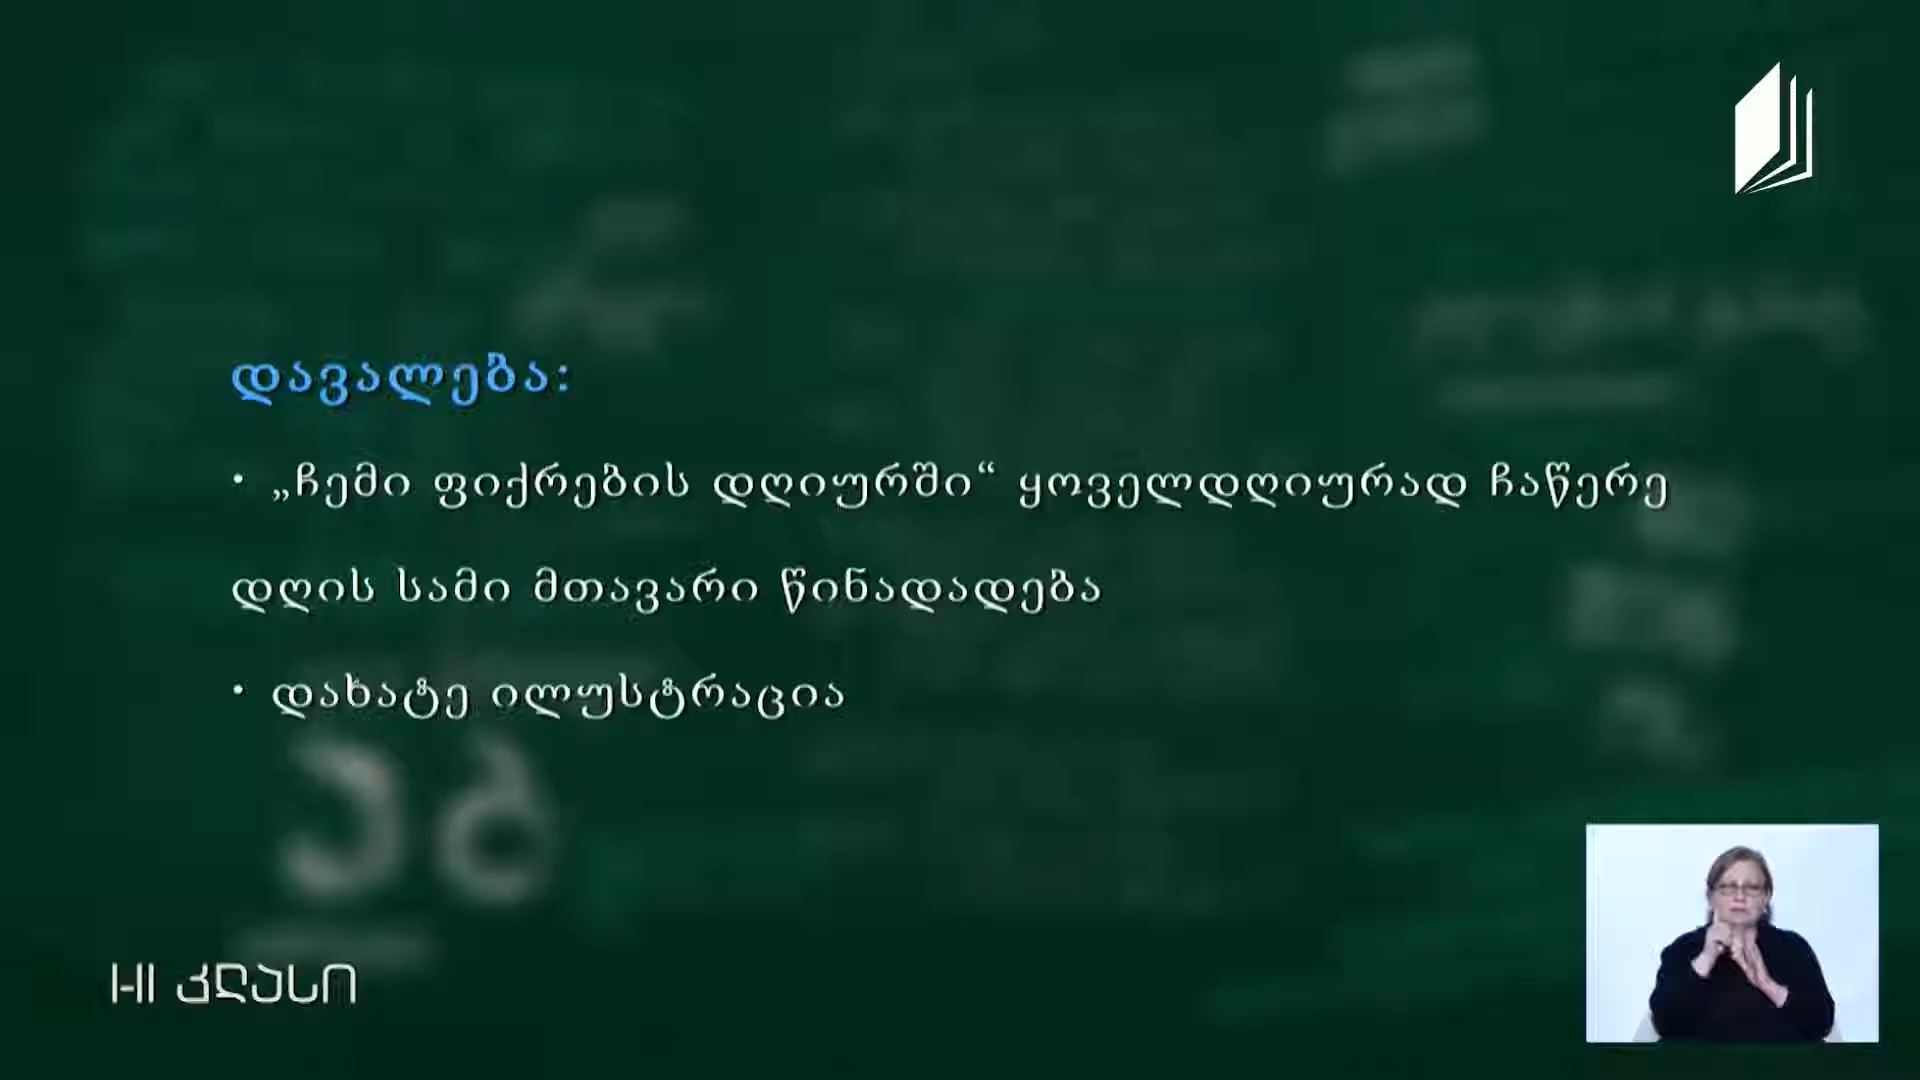 დავალება:
• „ჩემი ფიქრების დღიურში“ ყოველდღიურად ჩაწერე
დღის სამი მთავარი წინადადება
• დახატე ილუსტრაცია
I-II კლასი